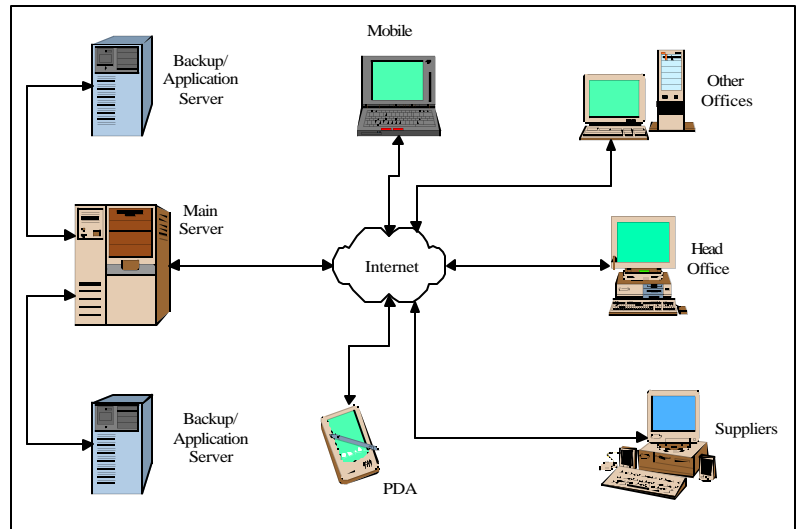 Mobile
Backup/
Application
Server
Other
Offices
Main
Server
Internet
Head
Office
Backup/
Application
Server
PDA
Suppliers